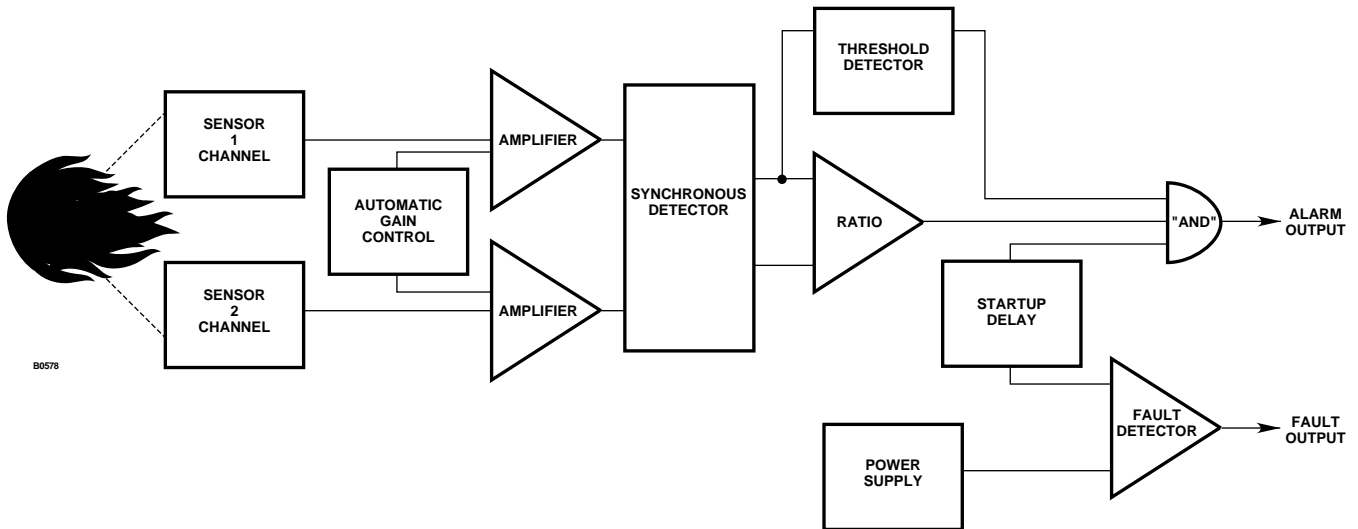 THRESHOLD
DETECTOR
SENSOR
1
CHANNEL
AMPLIFIER
AUTOMATIC
GAIN
CONTROL
SYNCHRONOUS
DETECTOR
RATIO
"AND"
ALARM
OUTPUT
SENSOR
2
CHANNEL
AMPLIFIER
STARTUP
DELAY
B0578
FAULT
DETECTOR
FAULT
OUTPUT
POWER
SUPPLY